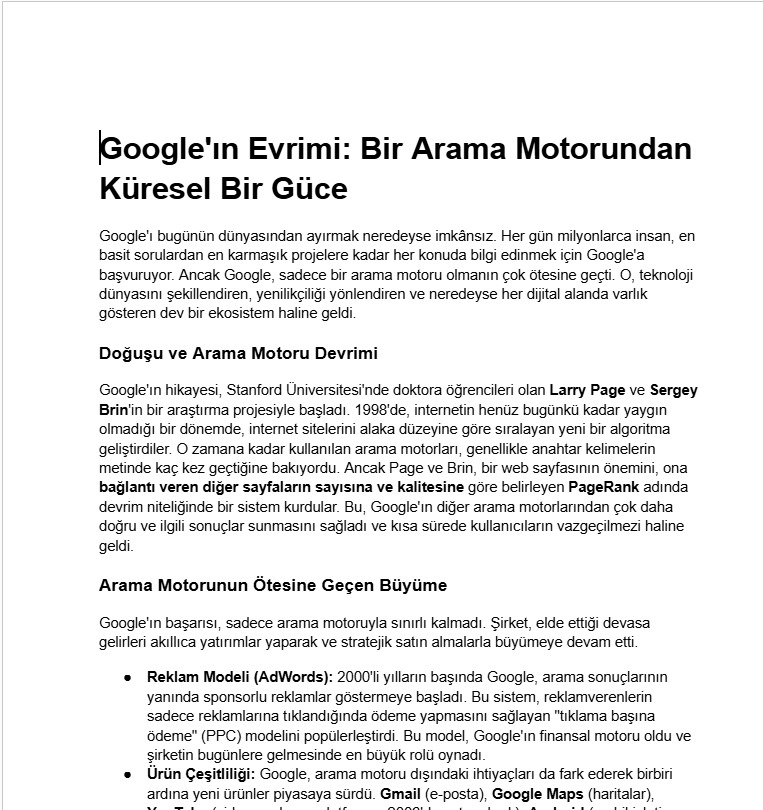 Google'ın Evrimi: Bir Arama Motorundan
Küresel Bir Güce
Google'ı bugünün dünyasından ayırmak neredeyse imkânsız. Her gün milyonlarca insan, en
basit sorulardan en karmaşık projelere kadar her konuda bilgi edinmek için Google'a
başvuruyor. Ancak Google, sadece bir arama motoru olmanın çok ötesine geçti. O, teknoloji
dünyasını şekillendiren, yenilikçiliği yönlendiren ve neredeyse her dijital alanda varlık
gösteren dev bir ekosistem haline geldi.
Doğuşu ve Arama Motoru Devrimi
Google'ın hikayesi, Stanford Üniversitesi'nde doktora öğrencileri olan Larry Page ve Sergey
Brin'in bir araştırma projesiyle başladı. 1998'de, internetin henüz bugünkü kadar yaygın
olmadığı bir dönemde, internet sitelerini alaka düzeyine göre sıralayan yeni bir algoritma
geliştirdiler. O zamana kadar kullanılan arama motorları, genellikle anahtar kelimelerin
metinde kaç kez geçtiğine bakıyordu. Ancak Page ve Brin, bir web sayfasının önemini, ona
bağlantı veren diğer sayfaların sayısına ve kalitesine göre belirleyen PageRank adında
devrim niteliğinde bir sistem kurdular. Bu, Google'ın diğer arama motorlarından çok daha
doğru ve ilgili sonuçlar sunmasını sağladı ve kısa sürede kullanıcıların vazgeçilmezi haline
geldi.
Arama Motorunun Ötesine Geçen Büyüme
Google'ın başarısı, sadece arama motoruyla sınırlı kalmadı. Şirket, elde ettiği devasa
gelirleri akıllıca yatırımlar yaparak ve stratejik satın almalarla büyümeye devam etti.
● Reklam Modeli (AdWords): 2000'li yılların başında Google, arama sonuçlarının
yanında sponsorlu reklamlar göstermeye başladı. Bu sistem, reklamverenlerin
sadece reklamlarına tıklandığında ödeme yapmasını sağlayan "tıklama başına
ödeme" (PPC) modelini popülerleştirdi. Bu model, Google'ın finansal motoru oldu ve
şirketin bugünlere gelmesinde en büyük rolü oynadı.
● Ürün Çeşitliliği: Google, arama motoru dışındaki ihtiyaçları da fark ederek birbiri
ardına yeni ürünler piyasaya sürdü. Gmail (e-posta), Google Maps (haritalar),